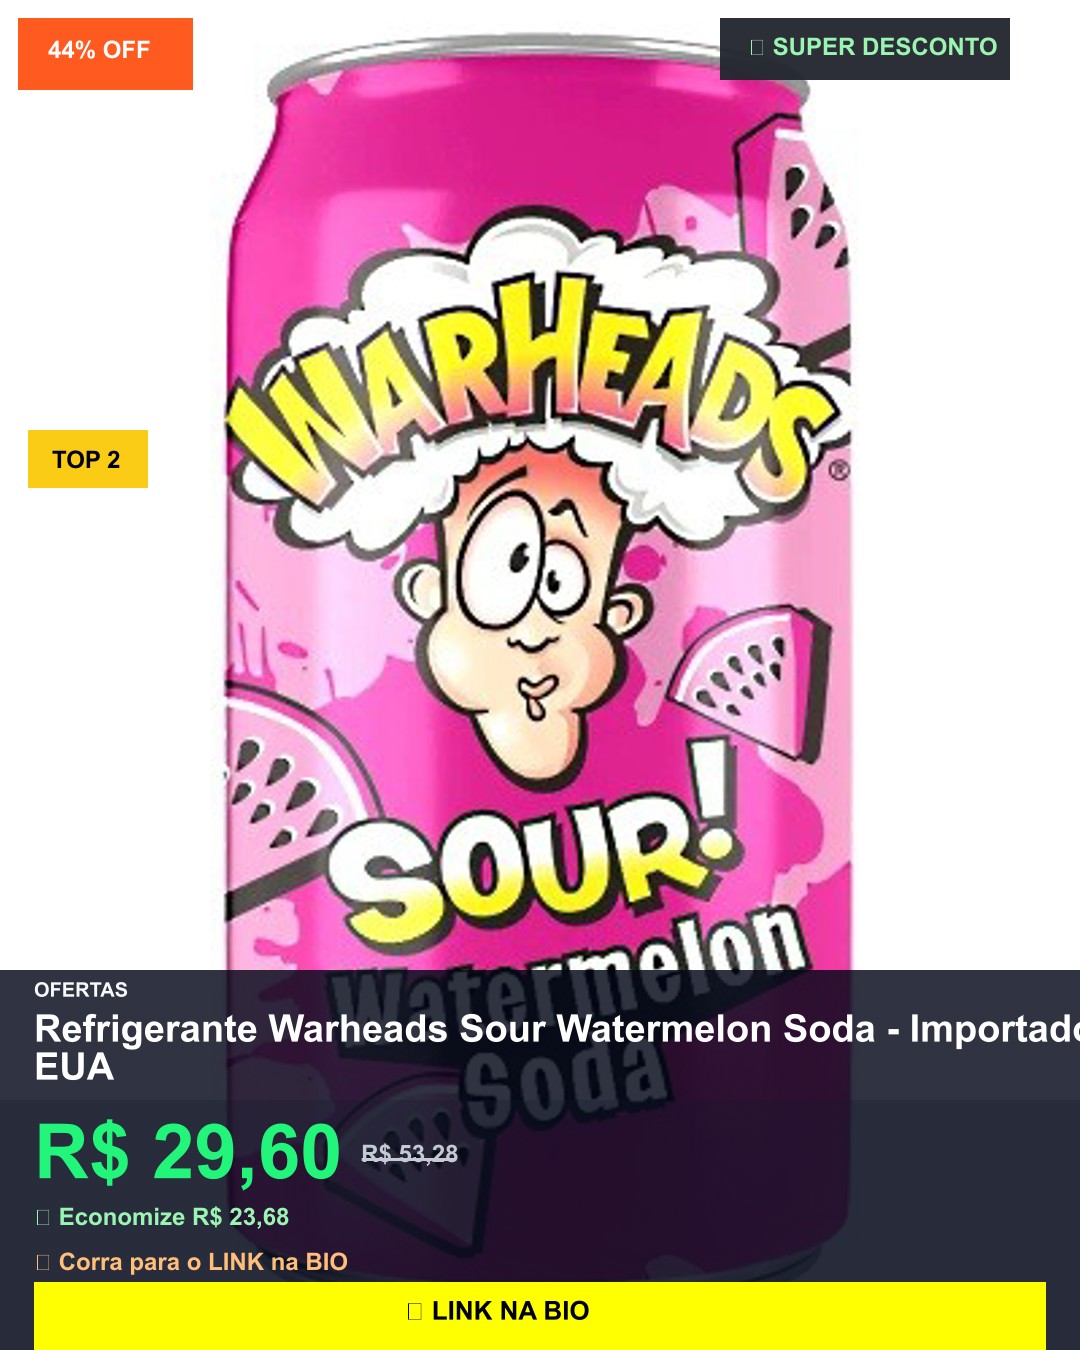 44% OFF
SUPER DESCONTO
WARHEADS
®
TOP 2
SOUR!
Watermelon
Soda
OFERTAS
Refrigerante Warheads Sour Watermelon Soda - Importado
EUA
R$ 29,60 R$ 53,28
Economize R$ 23,68
Corra para o LINK na BIO
LINK NA BIO